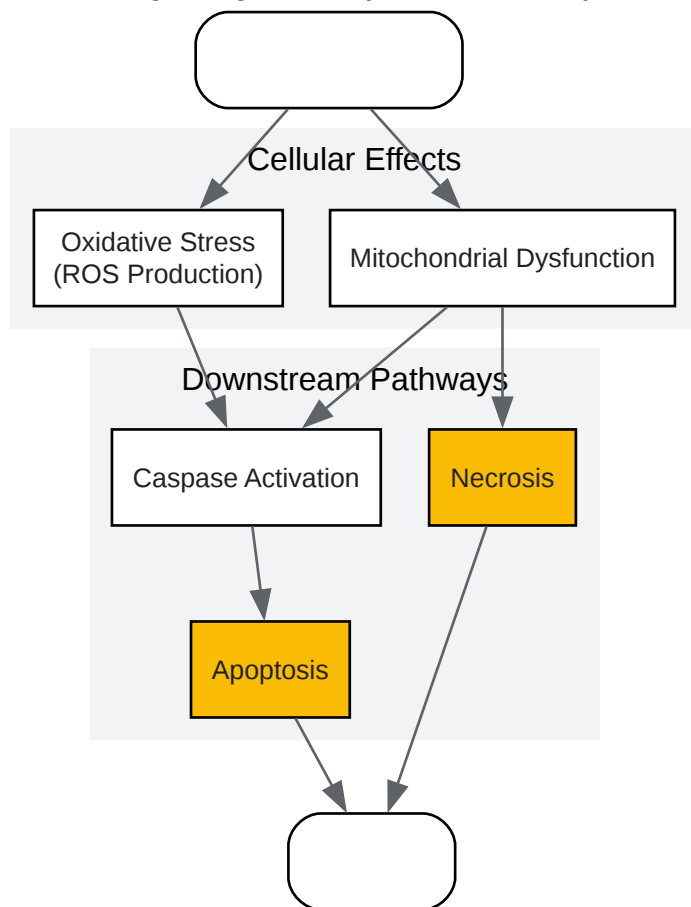 Cellular Effects
Oxidative Stress
(ROS Production)
Mitochondrial Dysfunction
Downstream Pathways
Caspase Activation
Necrosis
Apoptosis